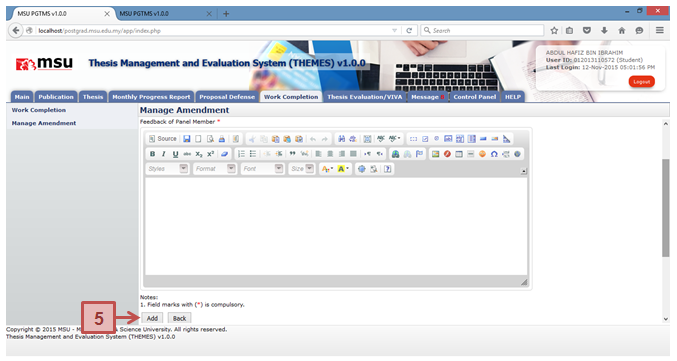 MSU PGTMS v1.0.0
MSU PGTMS v1.0.0
localhost/postgrad.msu.edu.my/app/index.php
Search
msu
Thesis Management and Evaluation System (THEMES) v1.0.0
ABDUL HAFIZ BIN IBRAHIM
User ID: 012013110572 (Student)
Last Login: 12-Nov-2015 05:01:56 PM
Logout
Main Publication Thesis Monthly Progress Report Proposal Defense Work Completion Thesis Evaluation/VIVA Message Control Panel HELP
Work Completion
Manage Amendment
Manage Amendment
Feedback of Panel Member *
Source
B I U abc X₂ X²
Styles Format Font Size
Notes:
1. Field marks with (*) is compulsory.
5
Add Back
Copyright © 2015 MSU - M & Science University. All rights reserved.
Thesis Management and Evaluation System (THEMES) v1.0.0